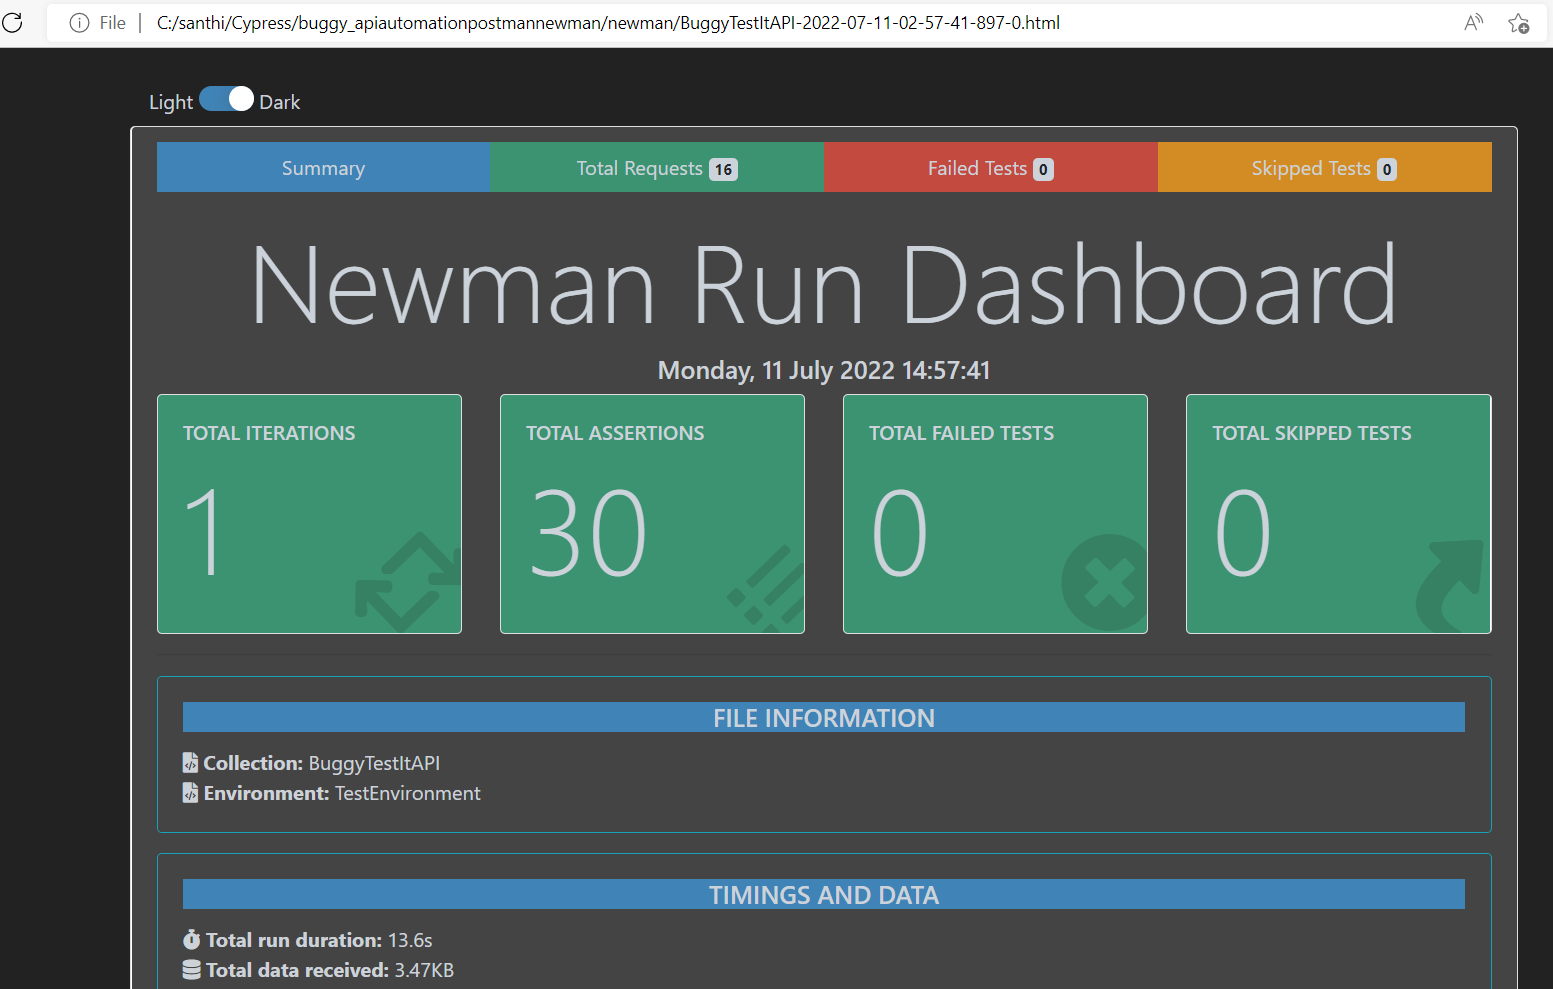 File | C:/santhi/Cypress/buggy_apiautomationpostmannewman/newman/BuggyTestItAPI-2022-07-11-02-57-41-897-0.html
Light Dark
Summary Total Requests 16 Failed Tests 0 Skipped Tests 0
Newman Run Dashboard
Monday, 11 July 2022 14:57:41
TOTAL ITERATIONS TOTAL ASSERTIONS TOTAL FAILED TESTS TOTAL SKIPPED TESTS
1 30 0 0
FILE INFORMATION
Collection: BuggyTestItAPI
Environment: TestEnvironment
TIMINGS AND DATA
Total run duration: 13.6s
Total data received: 3.47KB